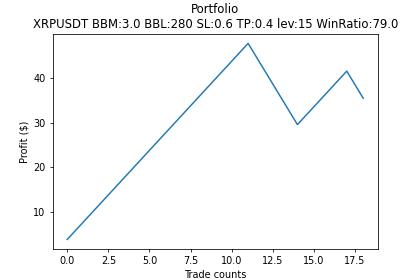 Portfolio
XRPUSDT BBM:3.0 BBL:280 SL:0.6 TP:0.4 lev:15 WinRatio:79.0
Profit ($)
40
30
20
10
0.0 2.5 5.0 7.5 10.0 12.5 15.0 17.5
Trade counts